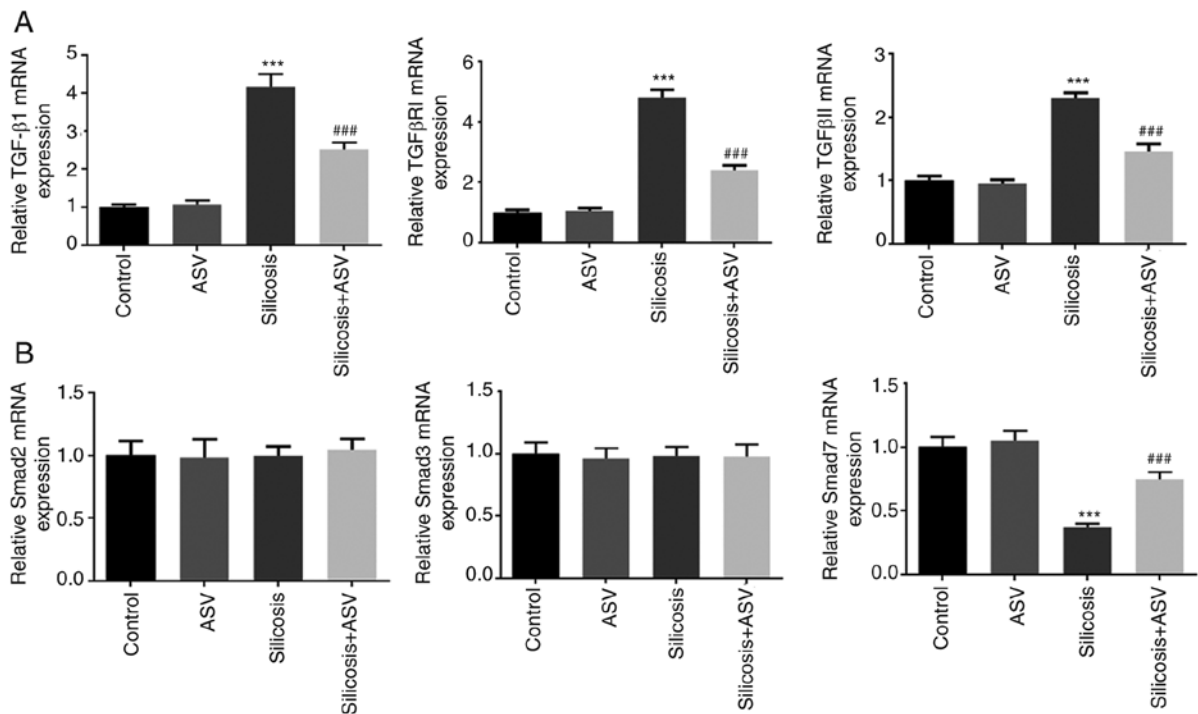 A
Relative TGF-β1 mRNA
expression
5
4
3
2
1
0
***
###
Control
ASV
Silicosis
Silicosis+ASV
Relative TGFβRI mRNA
expression
6
4
2
0
***
###
Control
ASV
Silicosis
Silicosis+ASV
Relative TGFβII mRNA
expression
3
2
1
0
***
###
Control
ASV
Silicosis
Silicosis+ASV
B
Relative Smad2 mRNA
expression
1.5
1.0
0.5
0.0
Control
ASV
Silicosis
Silicosis+ASV
Relative Smad3 mRNA
expression
1.5
1.0
0.5
0.0
Control
ASV
Silicosis
Silicosis+ASV
Relative Smad7 mRNA
expression
1.5
1.0
0.5
0.0
***
###
Control
ASV
Silicosis
Silicosis+ASV